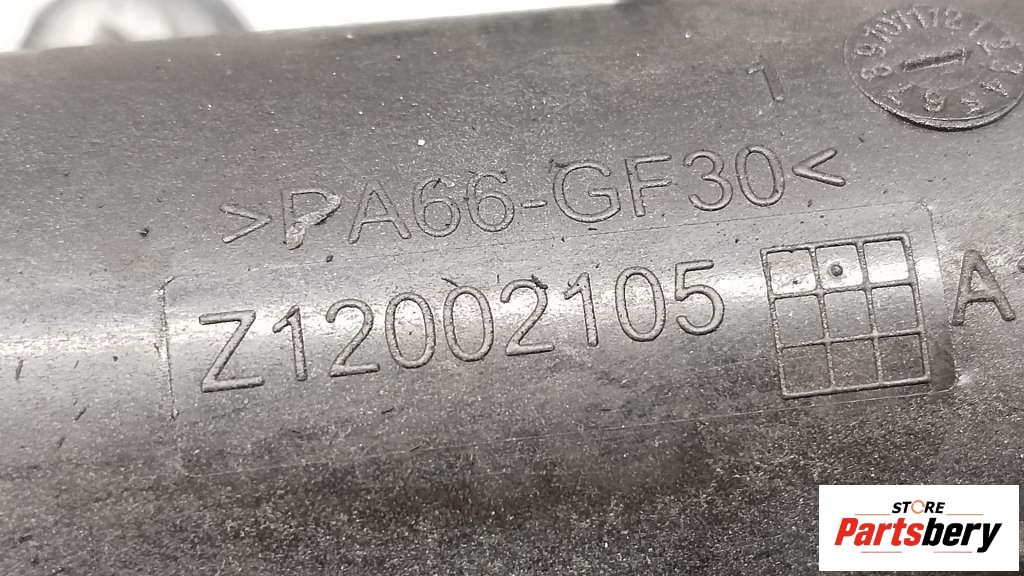 1
>PA66-GF30<
Z12002105
A
STORE
Partsbery